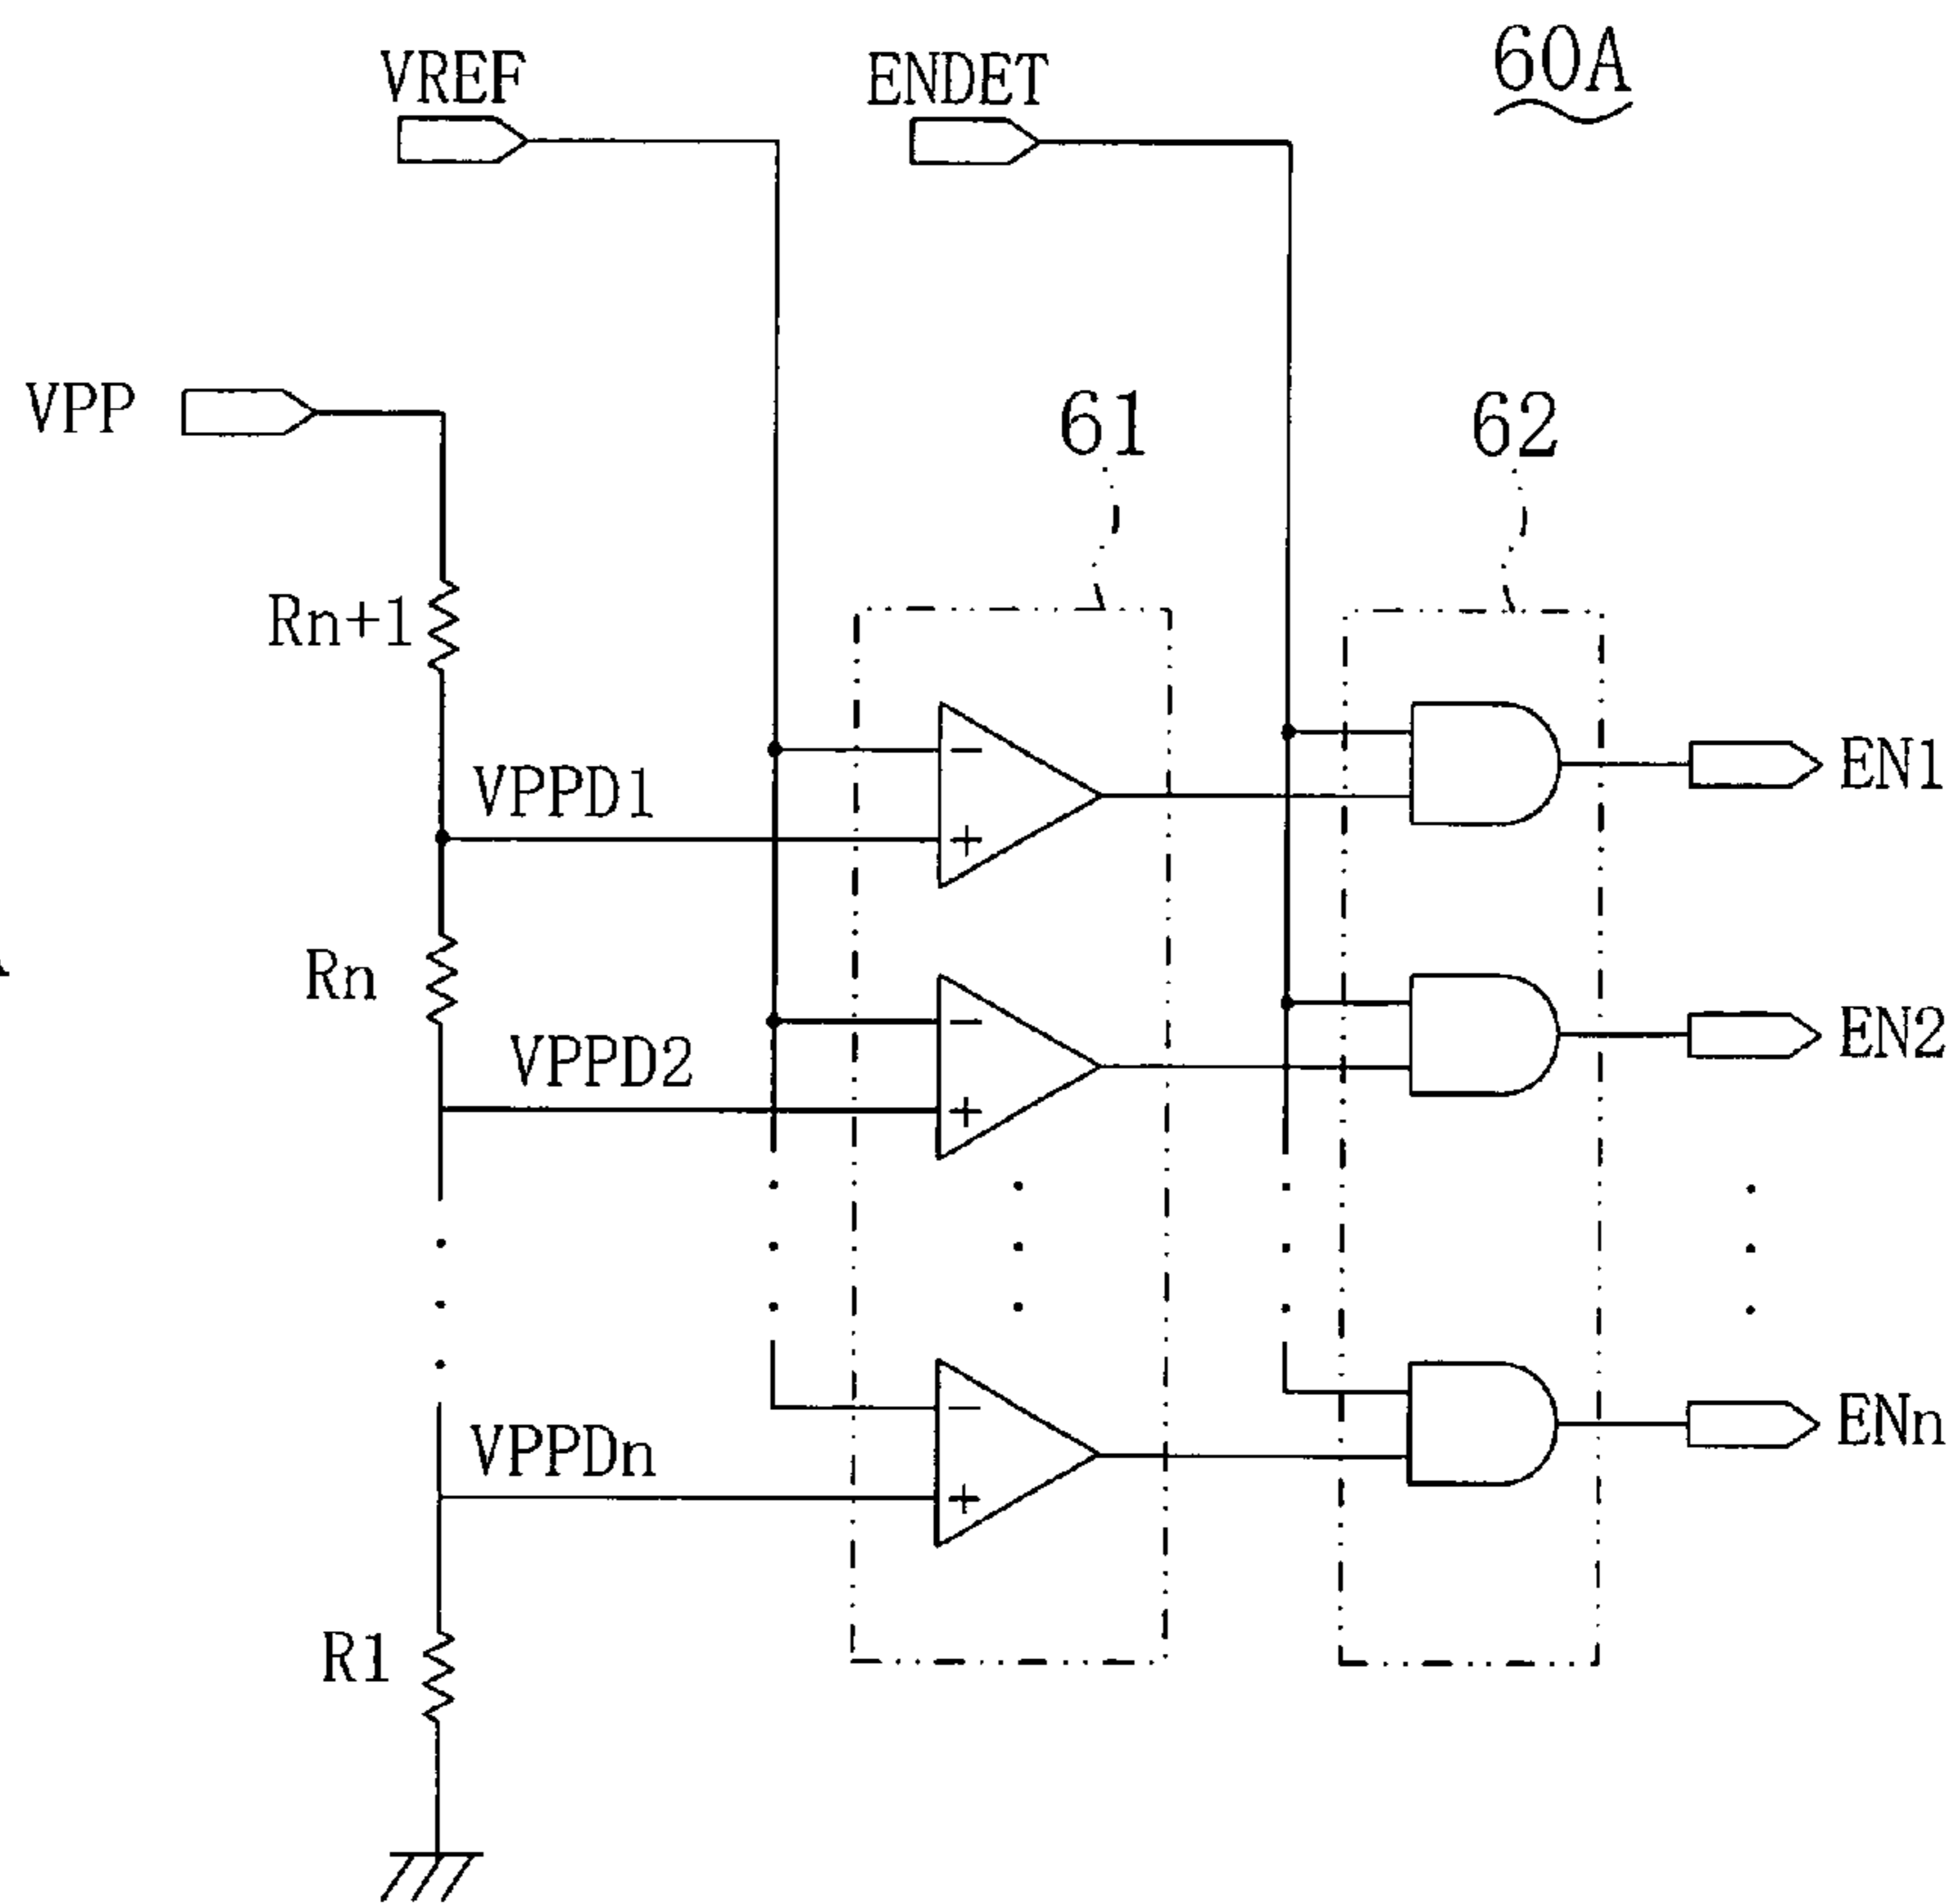 VREF
ENDET
60A
VPP
61
62
Rn+1
VPPD1
EN1
Rn
VPPD2
EN2
VPPDn
ENn
R1